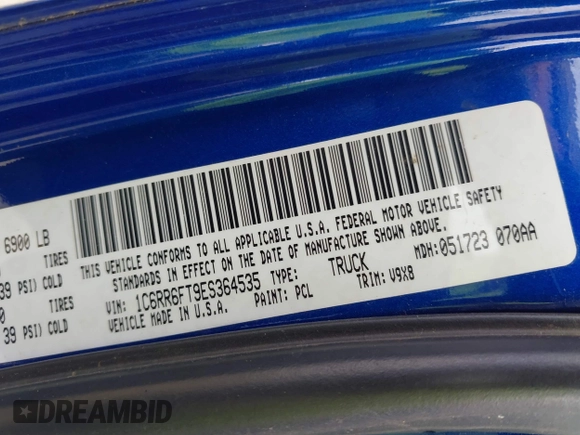 6900 LB
TIRES
39 PSI) COLD
TIRES
39 PSI) COLD
THIS VEHICLE CONFORMS TO ALL APPLICABLE U.S.A. FEDERAL MOTOR VEHICLE SAFETY
STANDARDS IN EFFECT ON THE DATE OF MANUFACTURE SHOWN ABOVE.
VIN: 1C6RR6FT9ES364535 TYPE: TRUCK MDH: 051723 070AA
VEHICLE MADE IN U.S.A. PAINT: PCL TRIM: V9X8
DREAMBID